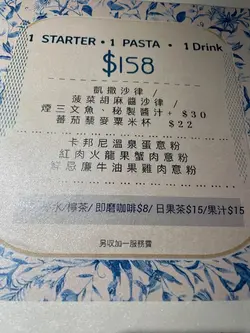 1 STARTER • 1 PASTA • 1 Drink
$158
凱撒沙律 /
菠菜胡麻醬沙律 /
煙三文魚、秘製醬汁 + $30
蕃茄藜麥粟米杯 $22
卡邦尼溫泉蛋意粉
紅肉火龍果蟹肉意粉
忌廉牛油果雞肉意粉
水/檸茶/ 即磨咖啡$8/ 日果茶$15/果汁$15
另収加一服務費